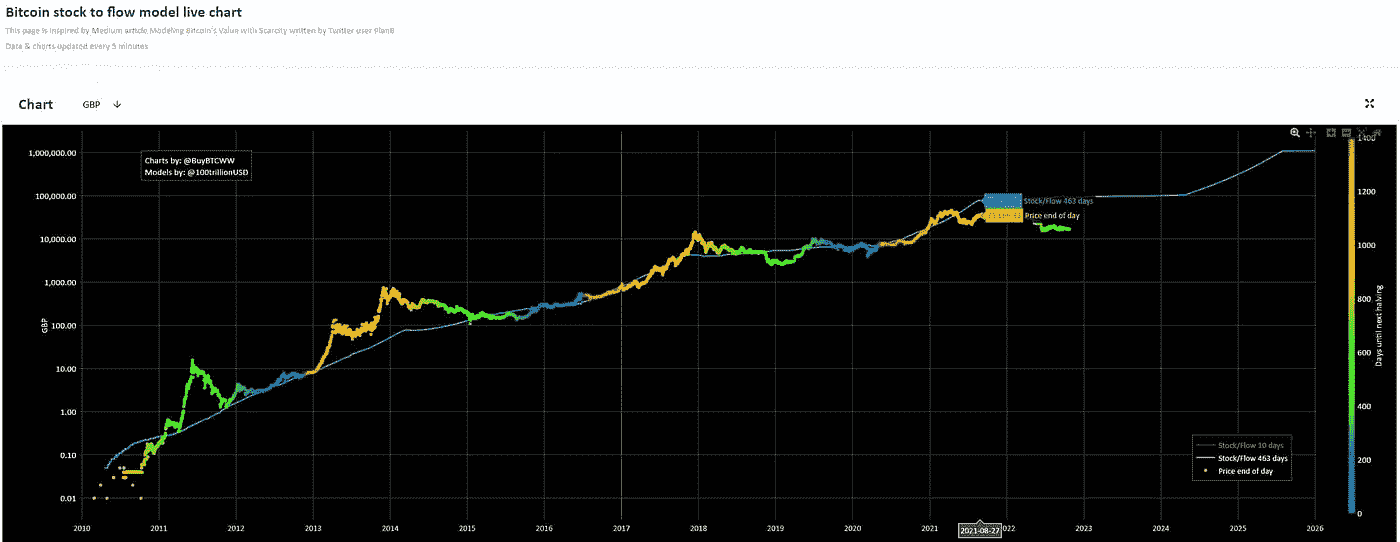 Bitcoin stock to flow model live chart
This page is inspired by Medium article Modeling Bitcoin's Value with Scarcity written by Twitter user PlanB
Data & charts updated every 5 minutes
Chart GBP
Charts by: @BuyBTCWW
Models by: @100trillionUSD
1,000,000.00
100,000.00
10,000.00
1,000.00
100.00
10.00
1.00
0.10
0.01
GBP
Stock/Flow 463 days
Price end of day
Stock/Flow 10 days
Stock/Flow 463 days
Price end of day
1400
1200
1000
800
600
400
200
0
Days until next halving
2010 2011 2012 2013 2014 2015 2016 2017 2018 2019 2020 2021 2022 2023 2024 2025 2026
2021-08-27